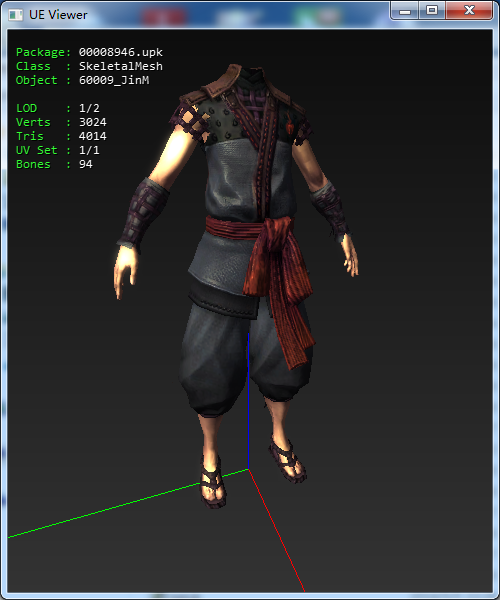 UE Viewer
Package: 00008946.upk
Class : SkeletalMesh
Object : 60009_JinM
LOD : 1/2
Verts : 3024
Tris : 4014
UV Set : 1/1
Bones : 94